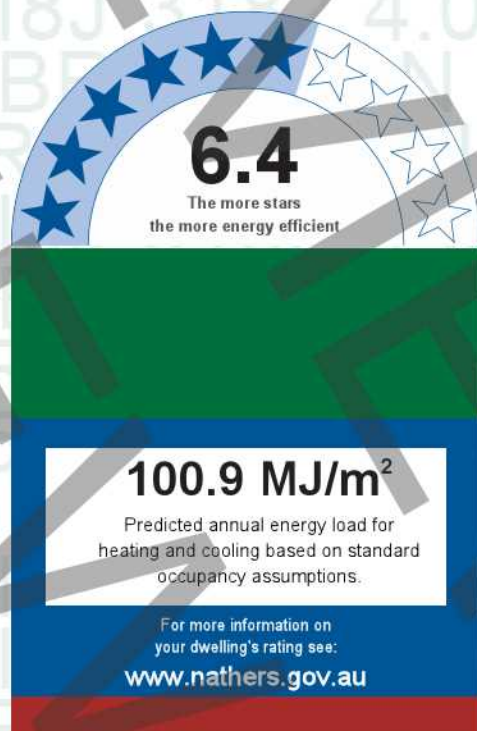 6.4
The more stars
the more energy efficient
100.9 MJ/m²
Predicted annual energy load for
heating and cooling based on standard
occupancy assumptions.
For more information on
your dwelling's rating see:
www.nathers.gov.au